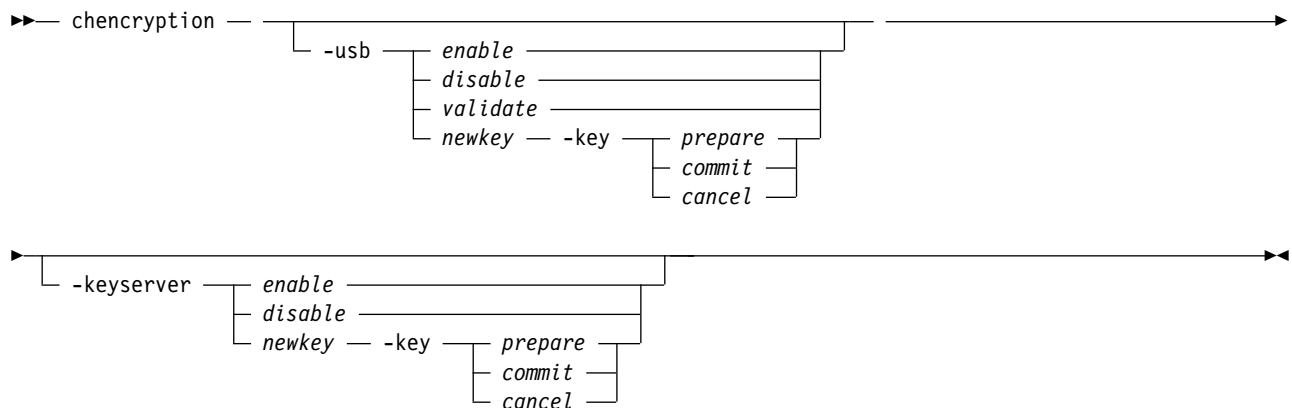 chencryption
-usb enable
disable
validate
newkey -key prepare
commit
cancel
-keyserver enable
disable
newkey -key prepare
commit
cancel